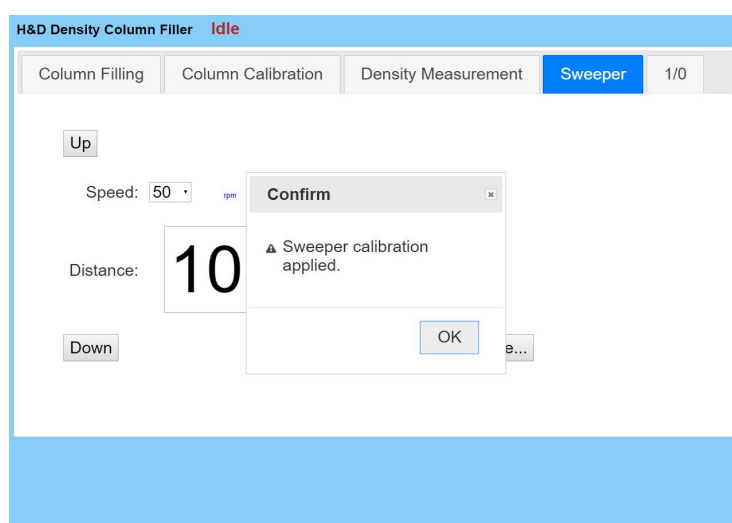 H&D Density Column Filler Idle
Column Filling Column Calibration Density Measurement Sweeper 1/0
Up
Speed: 50 rpm
Confirm
Sweeper calibration
applied.
Distance: 10
OK
Down
e...